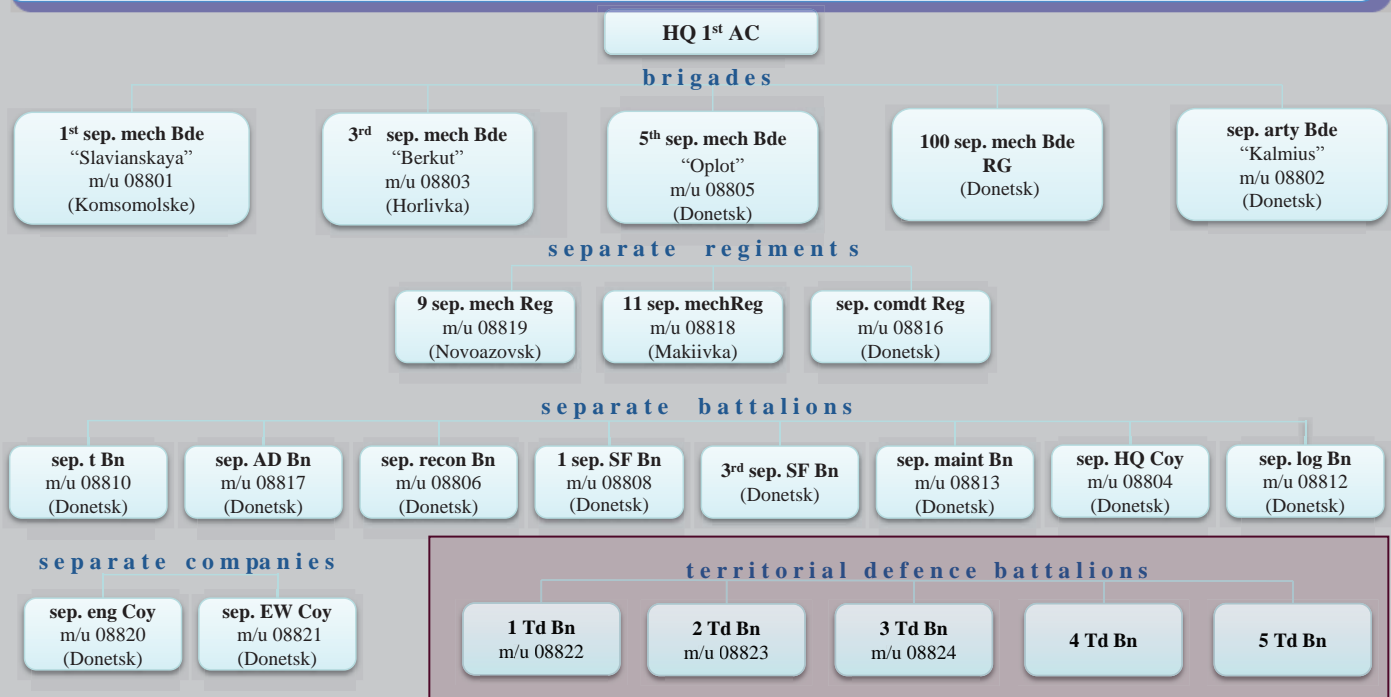 HQ 1st AC
brigades
1st sep. mech Bde
“Slavianskaya”
m/u 08801
(Komsomolske)
3rd sep. mech Bde
“Berkut”
m/u 08803
(Horlivka)
5th sep. mech Bde
“Oplot”
m/u 08805
(Donetsk)
100 sep. mech Bde
RG
(Donetsk)
sep. arty Bde
“Kalmius”
m/u 08802
(Donetsk)
separate regiments
9 sep. mech Reg
m/u 08819
(Novoazovsk)
11 sep. mechReg
m/u 08818
(Makiivka)
sep. comdt Reg
m/u 08816
(Donetsk)
separate battalions
sep. t Bn
m/u 08810
(Donetsk)
sep. AD Bn
m/u 08817
(Donetsk)
sep. recon Bn
m/u 08806
(Donetsk)
1 sep. SF Bn
m/u 08808
(Donetsk)
3rd sep. SF Bn
(Donetsk)
sep. maint Bn
m/u 08813
(Donetsk)
sep. HQ Coy
m/u 08804
(Donetsk)
sep. log Bn
m/u 08812
(Donetsk)
separate companies
sep. eng Coy
m/u 08820
(Donetsk)
sep. EW Coy
m/u 08821
(Donetsk)
territorial defence battalions
1 Td Bn
m/u 08822
2 Td Bn
m/u 08823
3 Td Bn
m/u 08824
4 Td Bn
5 Td Bn